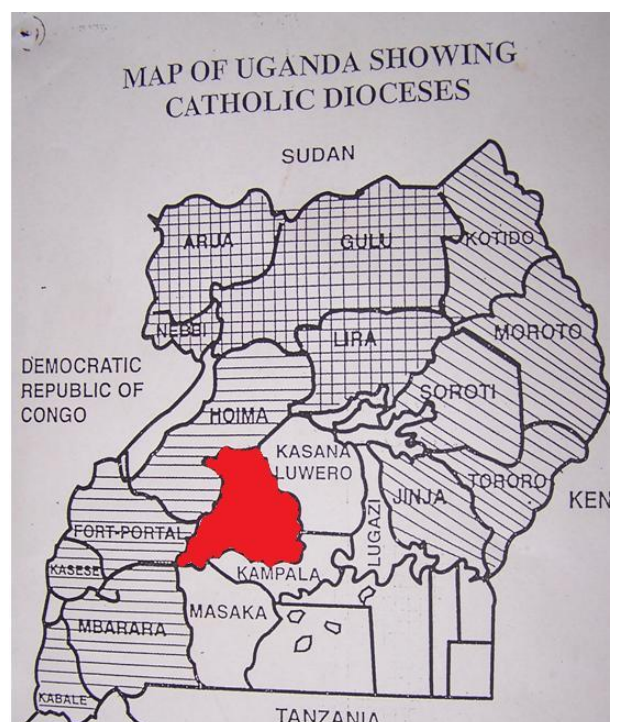 MAP OF UGANDA SHOWING
CATHOLIC DIOCESES
SUDAN
ARUA
GULU
KOTIDO
NEBBI
LIRA
MOROTO
DEMOCRATIC
REPUBLIC OF
CONGO
HOIMA
SOROTI
KASANA
LUWERO
JINJA
TORORO
LUGAZI
KEN
FORT-PORTAL
KASESE
KAMPALA
MBARARA
MASAKA
KABALE
TANZANIA